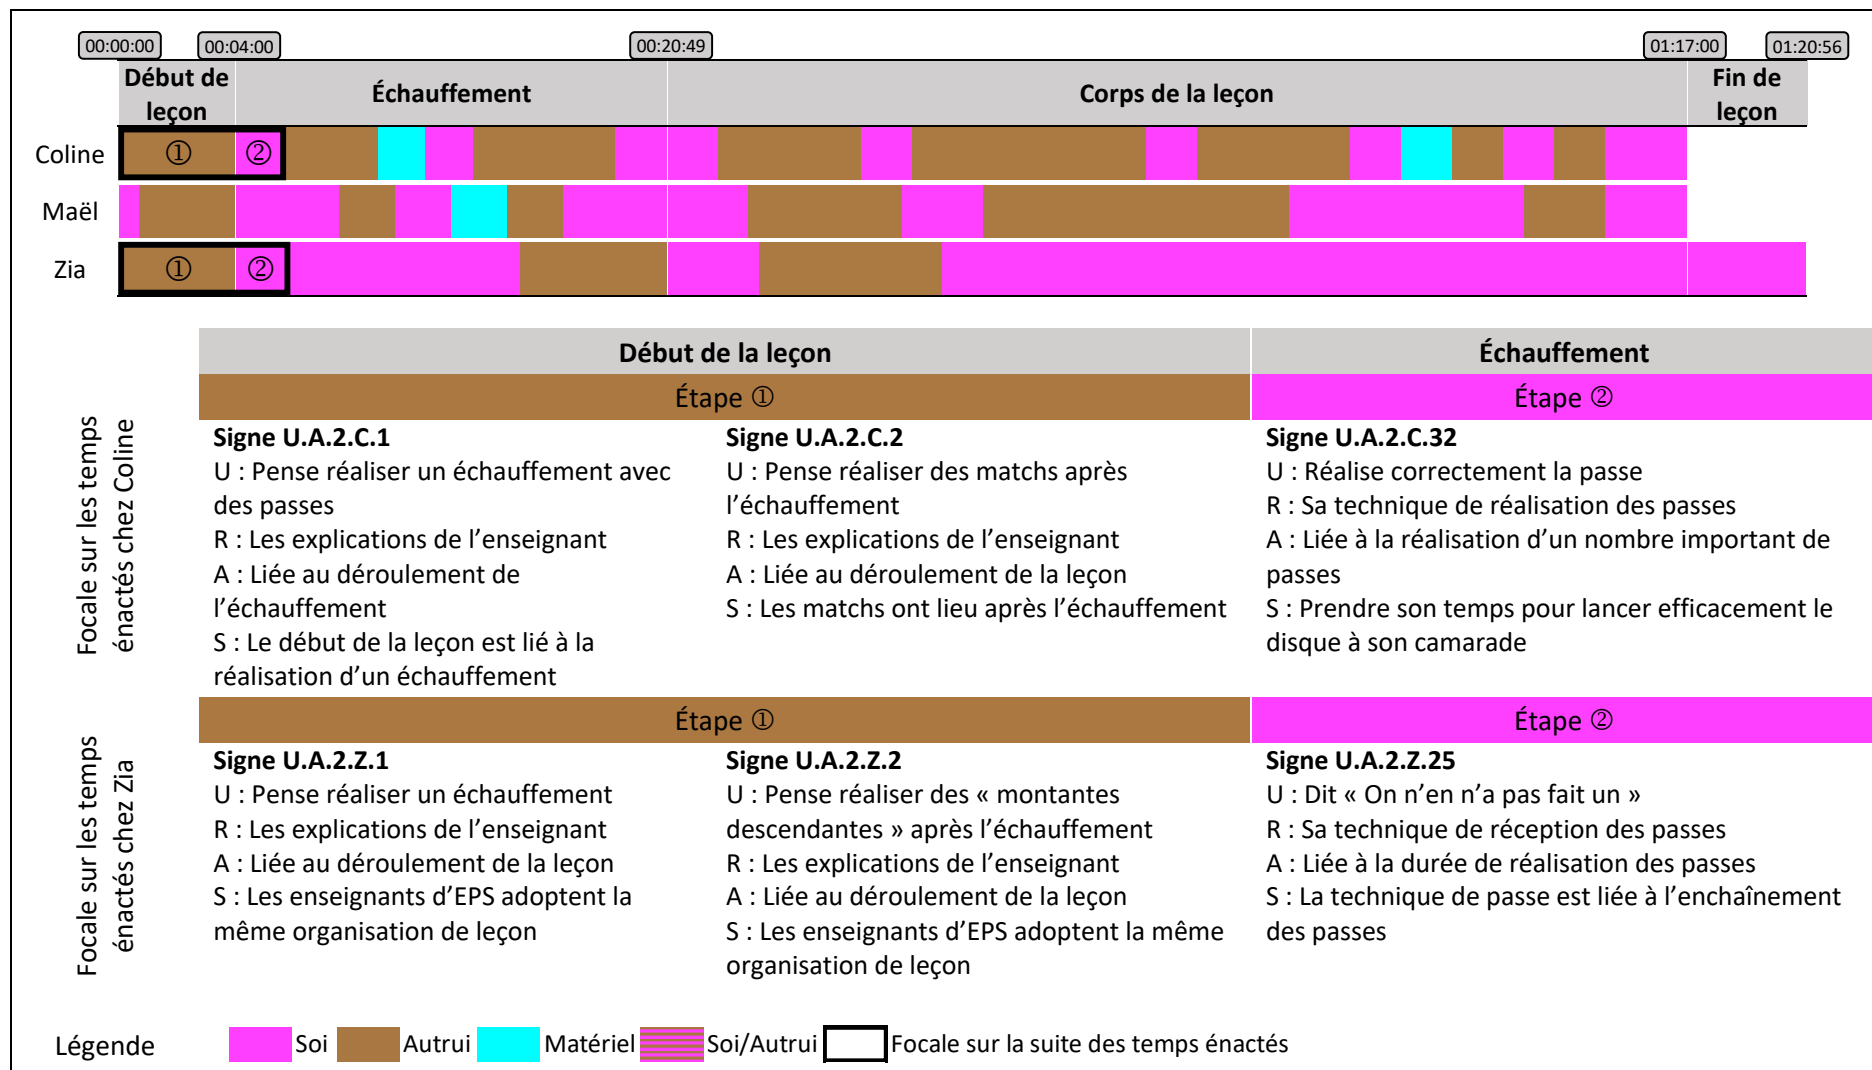 00:00:00 00:04:00 00:20:49 01:17:00 01:20:56
Début de leçon Échauffement Corps de la leçon Fin de leçon
Coline ① ②
Maël
Zia ① ②
Début de la leçon Échauffement
Focale sur les temps énactés chez Coline
Étape ① Étape ②
Signe U.A.2.C.1
U : Pense réaliser un échauffement avec
des passes
R : Les explications de l’enseignant
A : Liée au déroulement de
l’échauffement
S : Le début de la leçon est lié à la
réalisation d’un échauffement
Signe U.A.2.C.2
U : Pense réaliser des matchs après
l’échauffement
R : Les explications de l’enseignant
A : Liée au déroulement de la leçon
S : Les matchs ont lieu après l’échauffement
Signe U.A.2.C.32
U : Réalise correctement la passe
R : Sa technique de réalisation des passes
A : Liée à la réalisation d’un nombre important de
passes
S : Prendre son temps pour lancer efficacement le
disque à son camarade
Focale sur les temps énactés chez Zia
Étape ① Étape ②
Signe U.A.2.Z.1
U : Pense réaliser un échauffement
R : Les explications de l’enseignant
A : Liée au déroulement de la leçon
S : Les enseignants d’EPS adoptent la
même organisation de leçon
Signe U.A.2.Z.2
U : Pense réaliser des « montantes
descendantes » après l’échauffement
R : Les explications de l’enseignant
A : Liée au déroulement de la leçon
S : Les enseignants d’EPS adoptent la même
organisation de leçon
Signe U.A.2.Z.25
U : Dit « On n’en n’a pas fait un »
R : Sa technique de réception des passes
A : Liée à la durée de réalisation des passes
S : La technique de passe est liée à l’enchaînement
des passes
Légende Soi Autrui Matériel Soi/Autrui Focale sur la suite des temps énactés